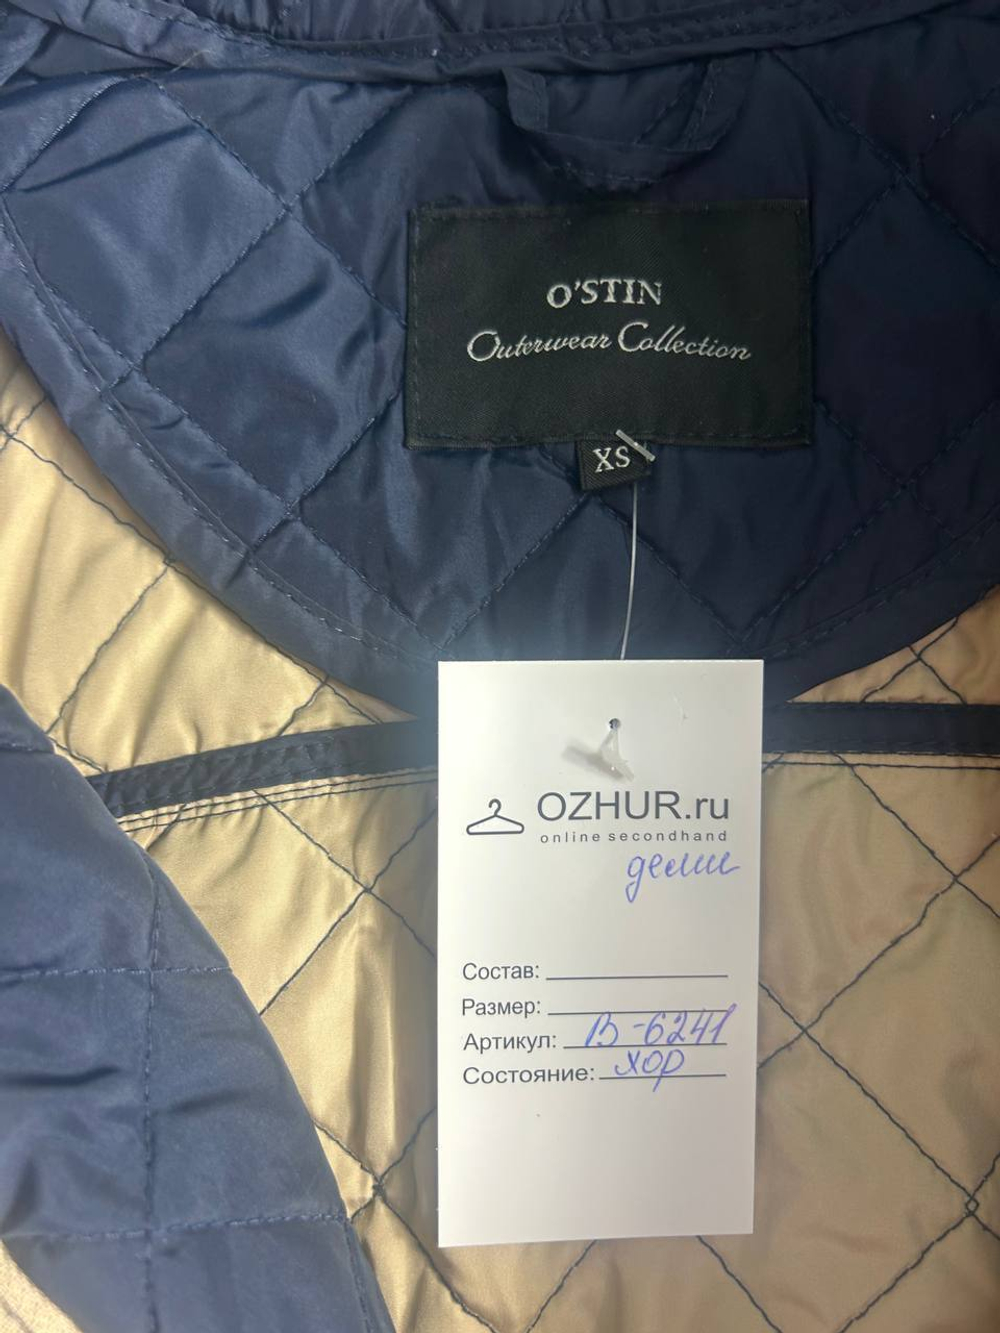 O'STIN
Outerwear Collection
XS
OZHUR.ru
online secondhand
деми
Состав:
Размер:
Артикул: В-6241
Состояние: хор